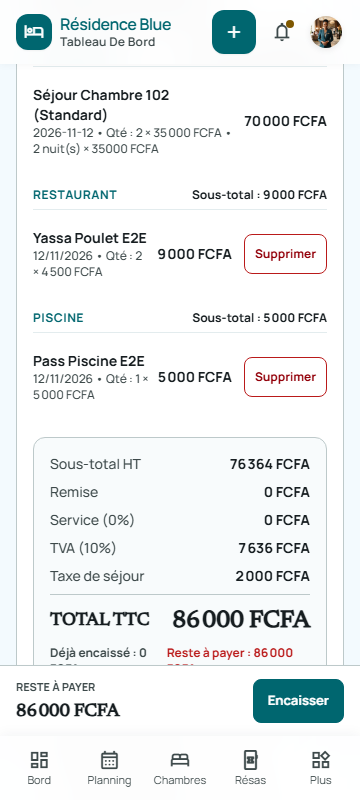 Résidence Blue
Tableau De Bord
Séjour Chambre 102
(Standard)
2026-11-12 • Qté : 2 × 35 000 FCFA •
2 nuit(s) × 35000 FCFA
70 000 FCFA
RESTAURANT
Sous-total : 9 000 FCFA
Yassa Poulet E2E
12/11/2026 • Qté : 2
× 4 500 FCFA
9 000 FCFA
Supprimer
PISCINE
Sous-total : 5 000 FCFA
Pass Piscine E2E
12/11/2026 • Qté : 1 ×
5 000 FCFA
5 000 FCFA
Supprimer
Sous-total HT
76 364 FCFA
Remise
0 FCFA
Service (0%)
0 FCFA
TVA (10%)
7 636 FCFA
Taxe de séjour
2 000 FCFA
TOTAL TTC
86 000 FCFA
Déjà encaissé : 0
Reste à payer : 86 000
RESTE À PAYER
86 000 FCFA
Encaisser
Bord
Planning
Chambres
Résas
Plus